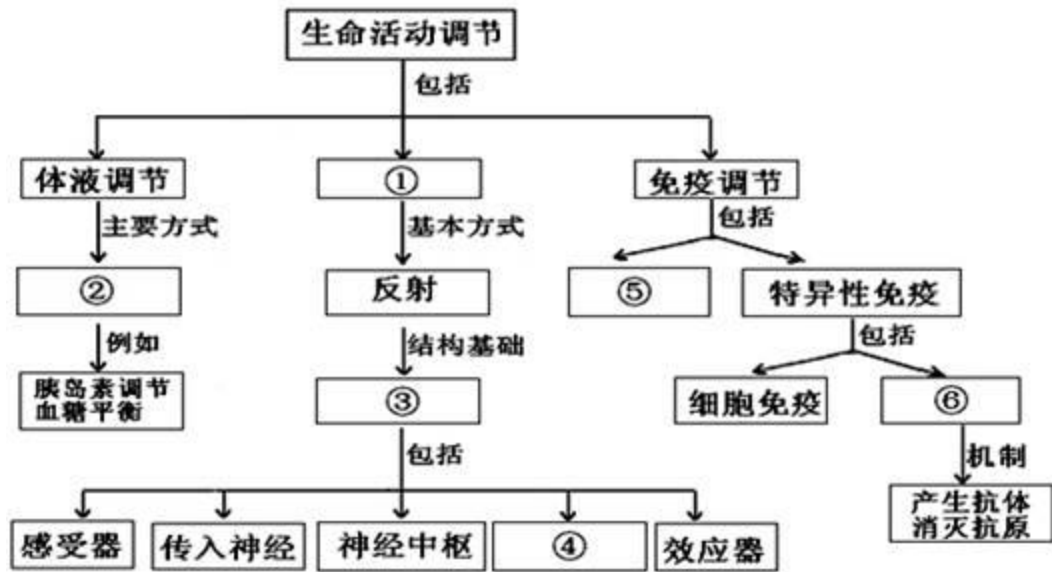 生命活动调节
包括
体液调节
①
免疫调节
主要方式
基本方式
包括
②
反射
⑤
特异性免疫
例如
结构基础
包括
胰岛素调节
血糖平衡
③
细胞免疫
⑥
包括
机制
感受器
传入神经
神经中枢
④
效应器
产生抗体
消灭抗原